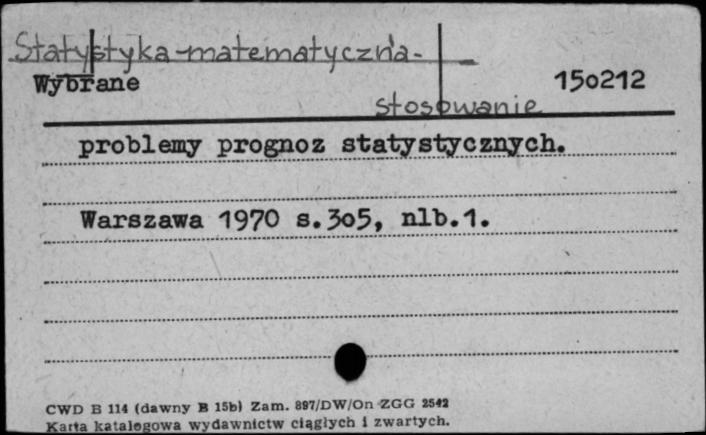 Statystyka-matematyczna-
Wybrane 150212
stosowanie
problemy prognoz statystycznych.
Warszawa 1970 s.305, nlb.1.
CWD B 114 (dawny B 15b) Zam. 897/DW/On ZGG 2542
Karta katalogowa wydawnictw ciągłych i zwartych.